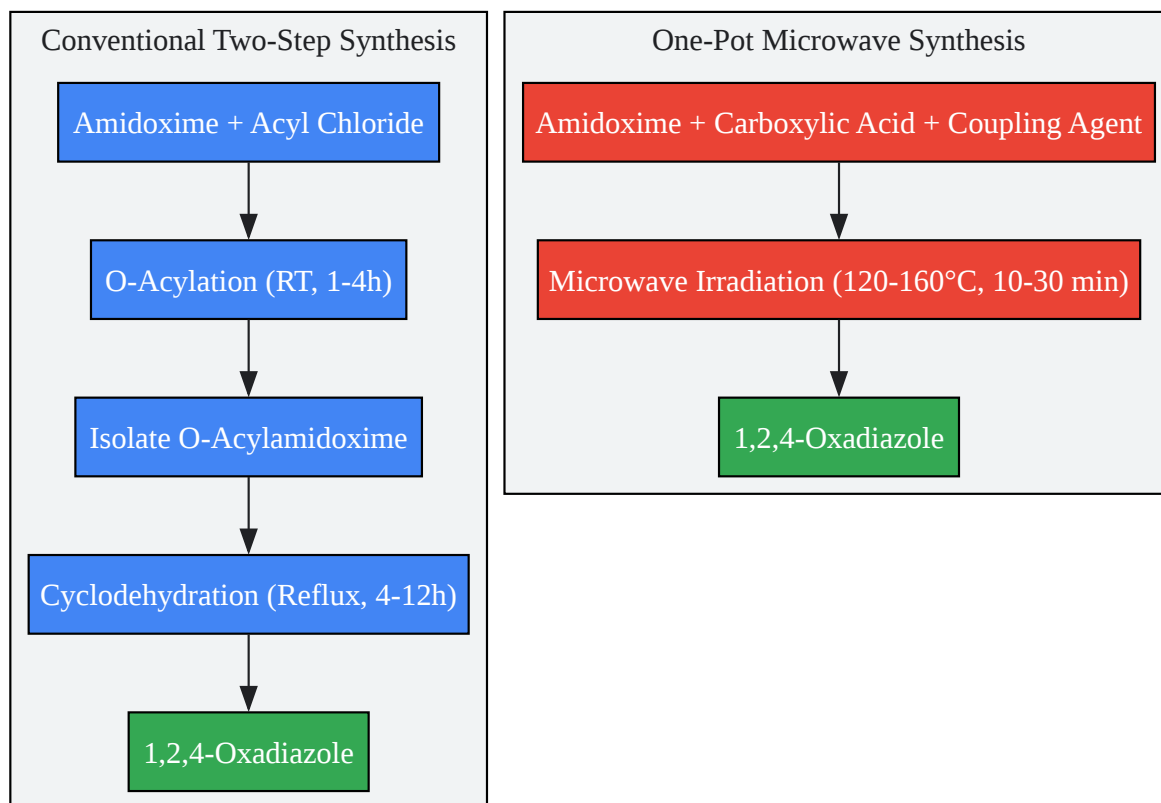 Conventional Two-Step Synthesis
Amidoxime + Acyl Chloride
O-Acylation (RT, 1-4h)
Isolate O-Acylamidoxime
Cyclodehydration (Reflux, 4-12h)
1,2,4-Oxadiazole
One-Pot Microwave Synthesis
Amidoxime + Carboxylic Acid + Coupling Agent
Microwave Irradiation (120-160°C, 10-30 min)
1,2,4-Oxadiazole